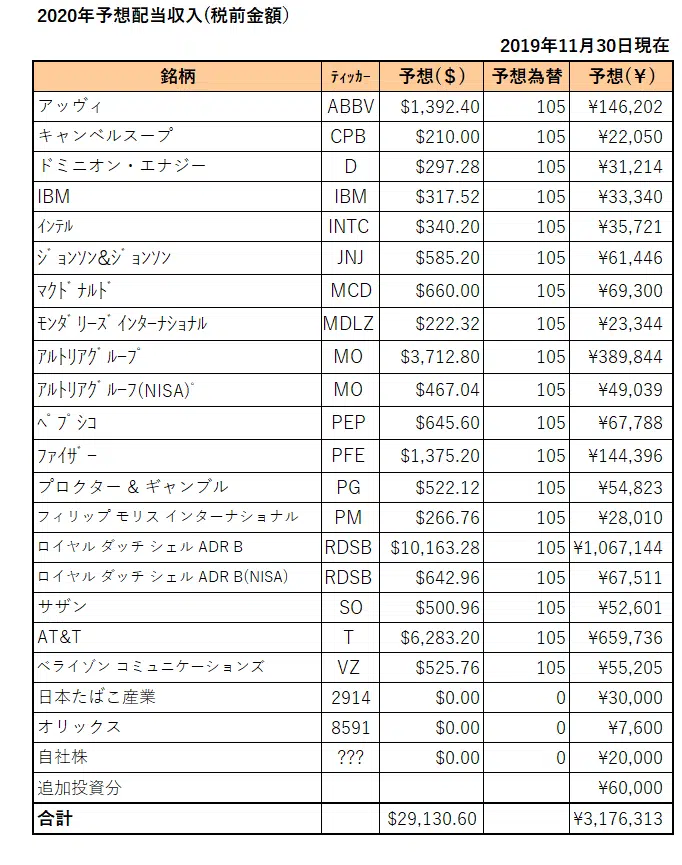 2020年予想配当収入(税前金額)
2019年11月30日現在
銘柄 ﾃｨｯｶｰ 予想($) 予想為替 予想(¥)
アッヴィ ABBV $1,392.40 105 ¥146,202
キャンベルスープ CPB $210.00 105 ¥22,050
ドミニオン・エナジー D $297.28 105 ¥31,214
IBM IBM $317.52 105 ¥33,340
ｲﾝﾃﾙ INTC $340.20 105 ¥35,721
ｼﾞｮﾝｿﾝ&ｼﾞｮﾝｿﾝ JNJ $585.20 105 ¥61,446
ﾏｸﾄﾞﾅﾙﾄﾞ MCD $660.00 105 ¥69,300
ﾓﾝﾀﾞﾘｰｽﾞｲﾝﾀｰﾅｼｮﾅﾙ MDLZ $222.32 105 ¥23,344
ｱﾙﾄﾘｱｸﾞﾙｰﾌﾟ MO $3,712.80 105 ¥389,844
ｱﾙﾄﾘｱｸﾞﾙｰﾌ(NISA)ﾟ MO $467.04 105 ¥49,039
ﾍﾟﾌﾟｼｺ PEP $645.60 105 ¥67,788
ﾌｧｲｻﾞｰ PFE $1,375.20 105 ¥144,396
プロクター & ギャンブル PG $522.12 105 ¥54,823
フィリップ モリス インターナショナル PM $266.76 105 ¥28,010
ロイヤル ダッチ シェル ADR B RDSB $10,163.28 105 ¥1,067,144
ロイヤル ダッチ シェル ADR B(NISA) RDSB $642.96 105 ¥67,511
サザン SO $500.96 105 ¥52,601
AT&T T $6,283.20 105 ¥659,736
ベライゾン コミュニケーションズ VZ $525.76 105 ¥55,205
日本たばこ産業 2914 $0.00 0 ¥30,000
オリックス 8591 $0.00 0 ¥7,600
自社株 ??? $0.00 0 ¥20,000
追加投資分 ¥60,000
合計 $29,130.60 ¥3,176,313